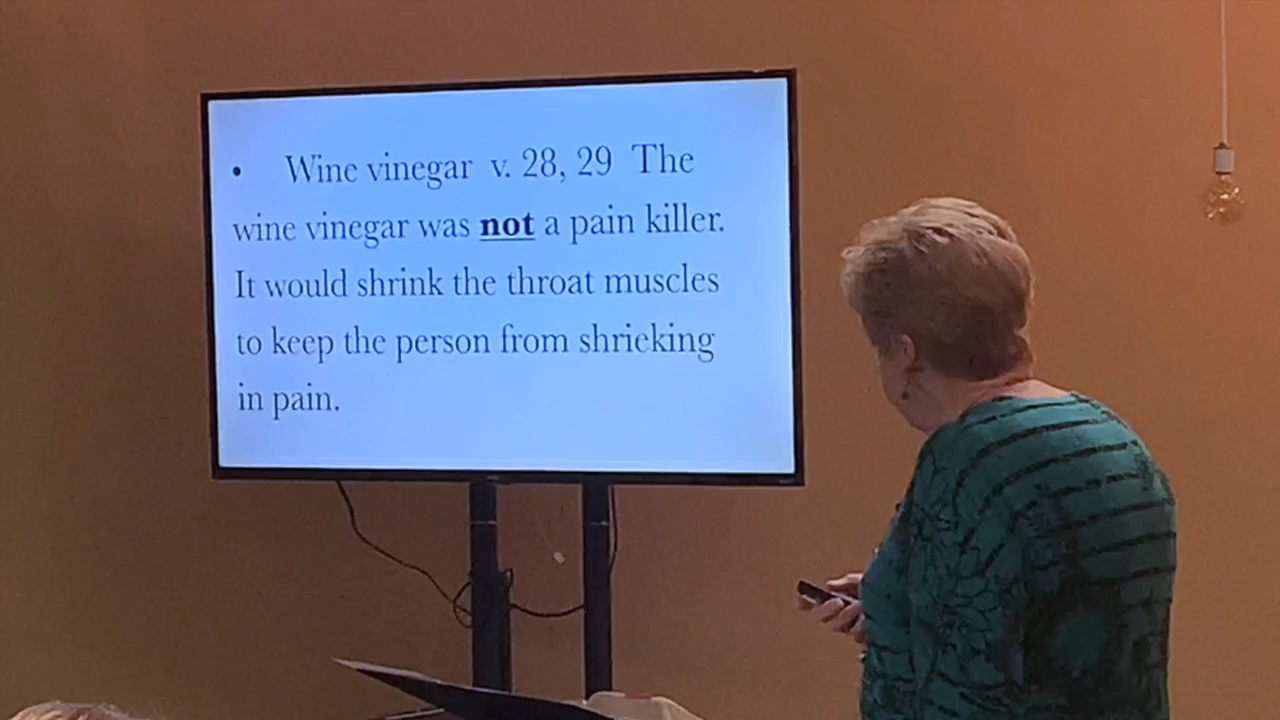 • Wine vinegar v. 28, 29 The
wine vinegar was not a pain killer.
It would shrink the throat muscles
to keep the person from shrieking
in pain.